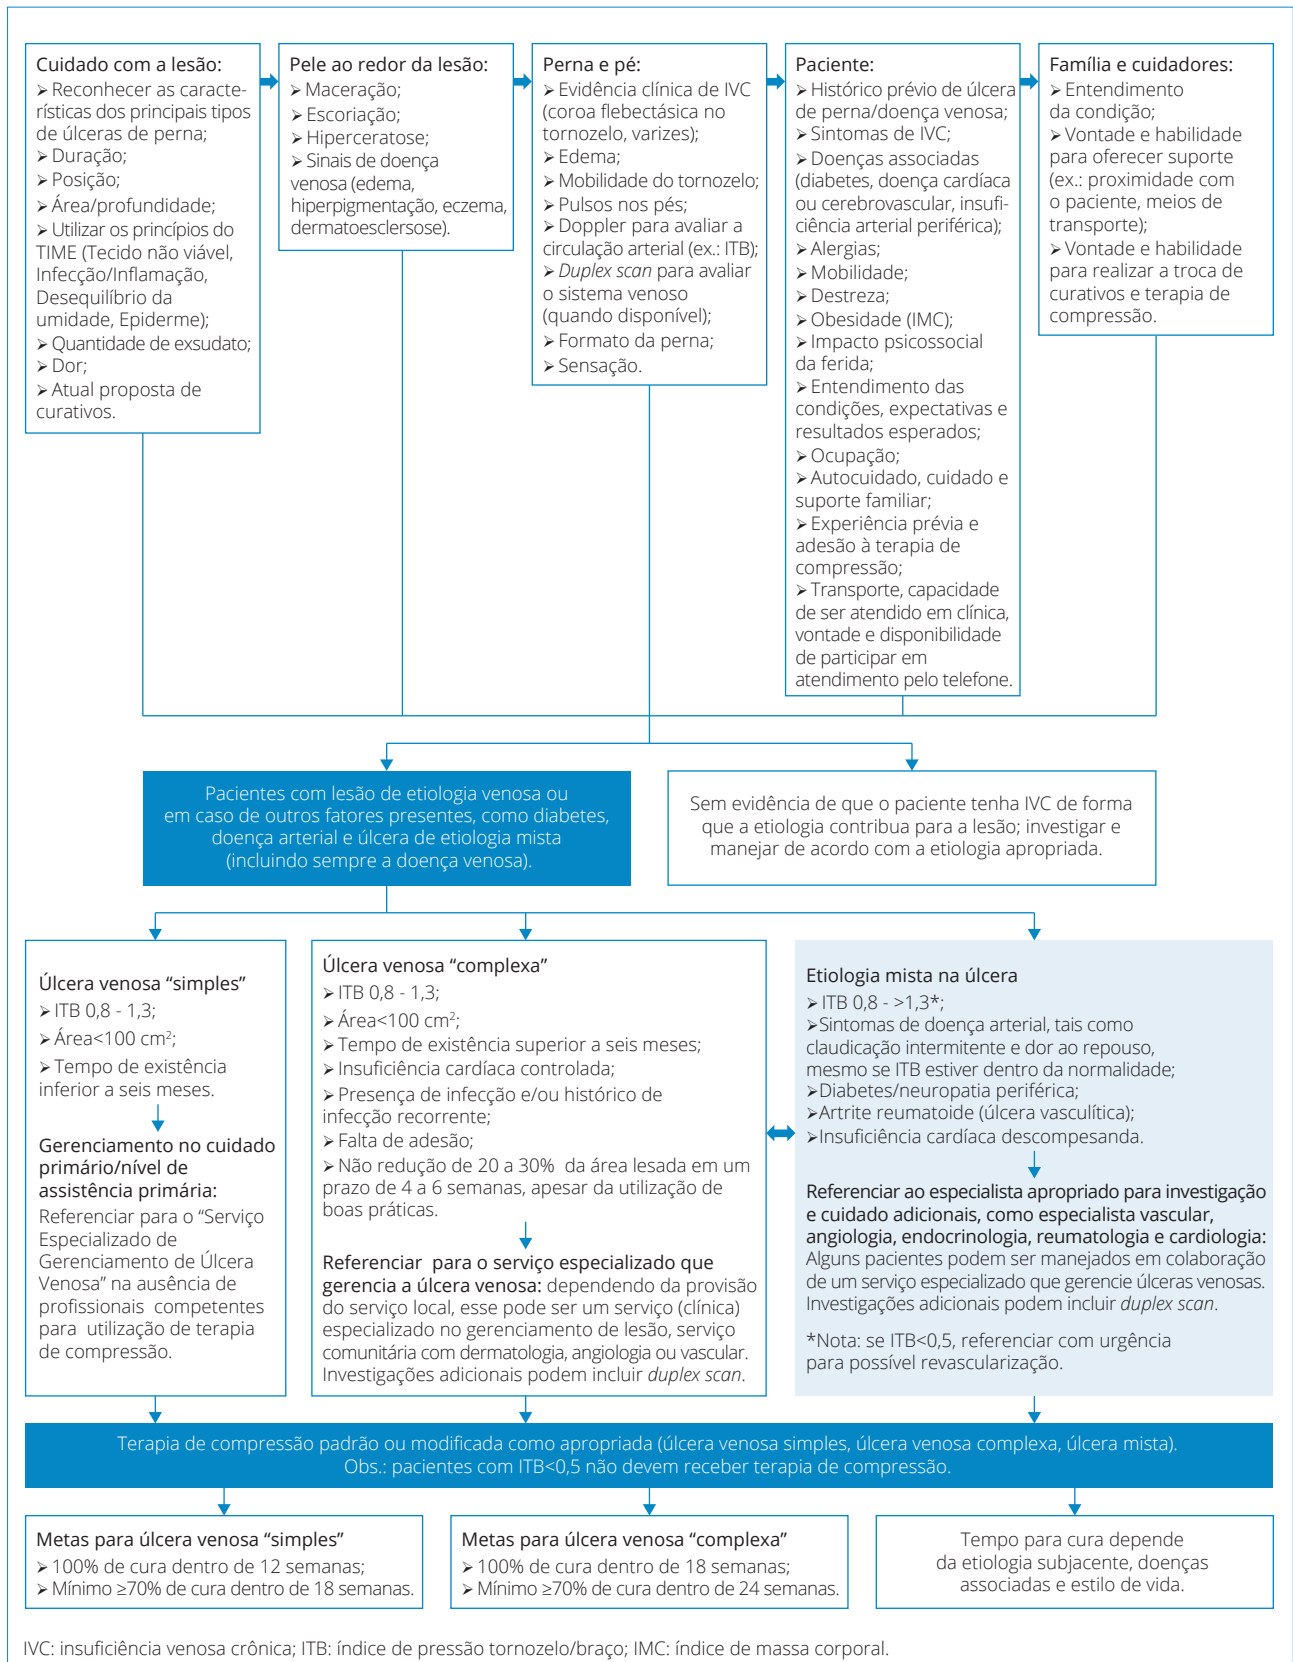 Cuidado com a lesão:
➢ Reconhecer as caracte-
rísticas dos principais tipos
de úlceras de perna;
➢ Duração;
➢ Posição;
➢ Área/profundidade;
➢ Utilizar os princípios do
TIME (Tecido não viável,
Infecção/Inflamação,
Desequilíbrio da
umidade, Epiderme);
➢ Quantidade de exsudato;
➢ Dor;
➢ Atual proposta de
curativos.
Pele ao redor da lesão:
➢ Maceração;
➢ Escoriação;
➢ Hiperceratose;
➢ Sinais de doença
venosa (edema,
hiperpigmentação, eczema,
dermatoesclersose).
Perna e pé:
➢ Evidência clínica de IVC
(coroa flebectásica no
tornozelo, varizes);
➢ Edema;
➢ Mobilidade do tornozelo;
➢ Pulsos nos pés;
➢ Doppler para avaliar a
circulação arterial (ex.: ITB);
➢ Duplex scan para avaliar
o sistema venoso
(quando disponível);
➢ Formato da perna;
➢ Sensação.
Paciente:
➢ Histórico prévio de úlcera
de perna/doença venosa;
➢ Sintomas de IVC;
➢ Doenças associadas
(diabetes, doença cardíaca
ou cerebrovascular, insufi-
ciência arterial periférica);
➢ Alergias;
➢ Mobilidade;
➢ Destreza;
➢ Obesidade (IMC);
➢ Impacto psicossocial
da ferida;
➢ Entendimento das
condições, expectativas e
resultados esperados;
➢ Ocupação;
➢ Autocuidado, cuidado e
suporte familiar;
➢ Experiência prévia e
adesão à terapia de
compressão;
➢ Transporte, capacidade
de ser atendido em clínica,
vontade e disponibilidade
de participar em
atendimento pelo telefone.
Família e cuidadores:
➢ Entendimento
da condição;
➢ Vontade e habilidade
para oferecer suporte
(ex.: proximidade com
o paciente, meios de
transporte);
➢ Vontade e habilidade
para realizar a troca de
curativos e terapia de
compressão.
Pacientes com lesão de etiologia venosa ou
em caso de outros fatores presentes, como diabetes,
doença arterial e úlcera de etiologia mista
(incluindo sempre a doença venosa).
Sem evidência de que o paciente tenha IVC de forma
que a etiologia contribua para a lesão; investigar e
manejar de acordo com a etiologia apropriada.
Úlcera venosa “simples”
➢ ITB 0,8 - 1,3;
➢ Área<100 cm²;
➢ Tempo de existência
inferior a seis meses.
Gerenciamento no cuidado
primário/nível de
assistência primária:
Referenciar para o “Serviço
Especializado de
Gerenciamento de Úlcera
Venosa” na ausência de
profissionais competentes
para utilização de terapia
de compressão.
Úlcera venosa “complexa”
➢ ITB 0,8 - 1,3;
➢ Área<100 cm²;
➢ Tempo de existência superior a seis meses;
➢ Insuficiência cardíaca controlada;
➢ Presença de infecção e/ou histórico de
infecção recorrente;
➢ Falta de adesão;
➢ Não redução de 20 a 30% da área lesada em um
prazo de 4 a 6 semanas, apesar da utilização de
boas práticas.
Referenciar para o serviço especializado que
gerencia a úlcera venosa: dependendo da provisão
do serviço local, esse pode ser um serviço (clínica)
especializado no gerenciamento de lesão, serviço
comunitária com dermatologia, angiologia ou vascular.
Investigações adicionais podem incluir duplex scan.
Etiologia mista na úlcera
➢ ITB 0,8 - >1,3*;
➢ Sintomas de doença arterial, tais como
claudicação intermitente e dor ao repouso,
mesmo se ITB estiver dentro da normalidade;
➢ Diabetes/neuropatia periférica;
➢ Artrite reumatoide (úlcera vasculítica);
➢ Insuficiência cardíaca descompesanda.
Referenciar ao especialista apropriado para investigação
e cuidado adicionais, como especialista vascular,
angiologia, endocrinologia, reumatologia e cardiologia:
Alguns pacientes podem ser manejados em colaboração
de um serviço especializado que gerencie úlceras venosas.
Investigações adicionais podem incluir duplex scan.
*Nota: se ITB<0,5, referenciar com urgência
para possível revascularização.
Terapia de compressão padrão ou modificada como apropriada (úlcera venosa simples, úlcera venosa complexa, úlcera mista).
Obs.: pacientes com ITB<0,5 não devem receber terapia de compressão.
Metas para úlcera venosa “simples”
➢ 100% de cura dentro de 12 semanas;
➢ Mínimo ≥70% de cura dentro de 18 semanas.
Metas para úlcera venosa “complexa”
➢ 100% de cura dentro de 18 semanas;
➢ Mínimo ≥70% de cura dentro de 24 semanas.
Tempo para cura depende
da etiologia subjacente, doenças
associadas e estilo de vida.
IVC: insuficiência venosa crônica; ITB: índice de pressão tornozelo/braço; IMC: índice de massa corporal.